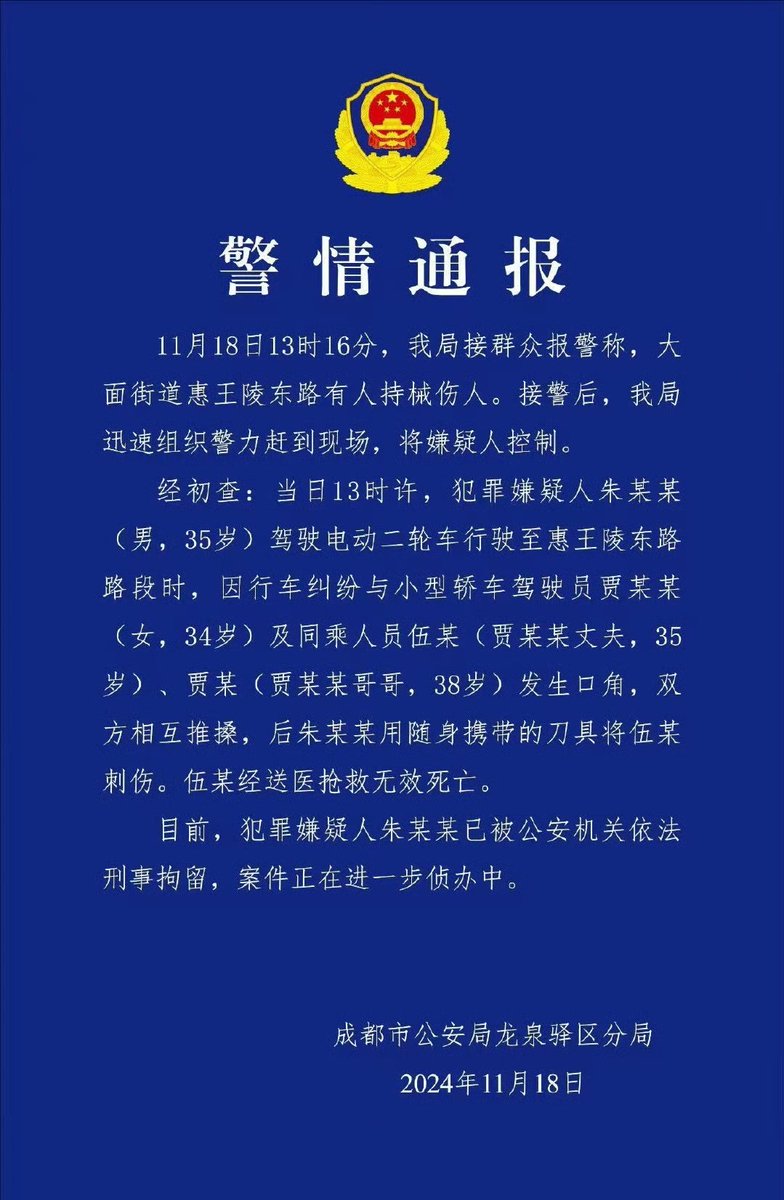 警情通报
11月18日13时16分，我局接群众报警称，大
面街道惠王陵东路有人持械伤人。接警后，我局
迅速组织警力赶到现场，将嫌疑人控制。
经初查：当日13时许，犯罪嫌疑人朱某某
（男，35岁）驾驶电动二轮车行驶至惠王陵东路
路段时，因行车纠纷与小型轿车驾驶员贾某某
（女，34岁）及同乘人员伍某（贾某某丈夫，35
岁）、贾某（贾某某哥哥，38岁）发生口角，双
方相互推搡，后朱某某用随身携带的刀具将伍某
刺伤。伍某经送医抢救无效死亡。
目前，犯罪嫌疑人朱某某已被公安机关依法
刑事拘留，案件正在进一步侦办中。
成都市公安局龙泉驿区分局
2024年11月18日